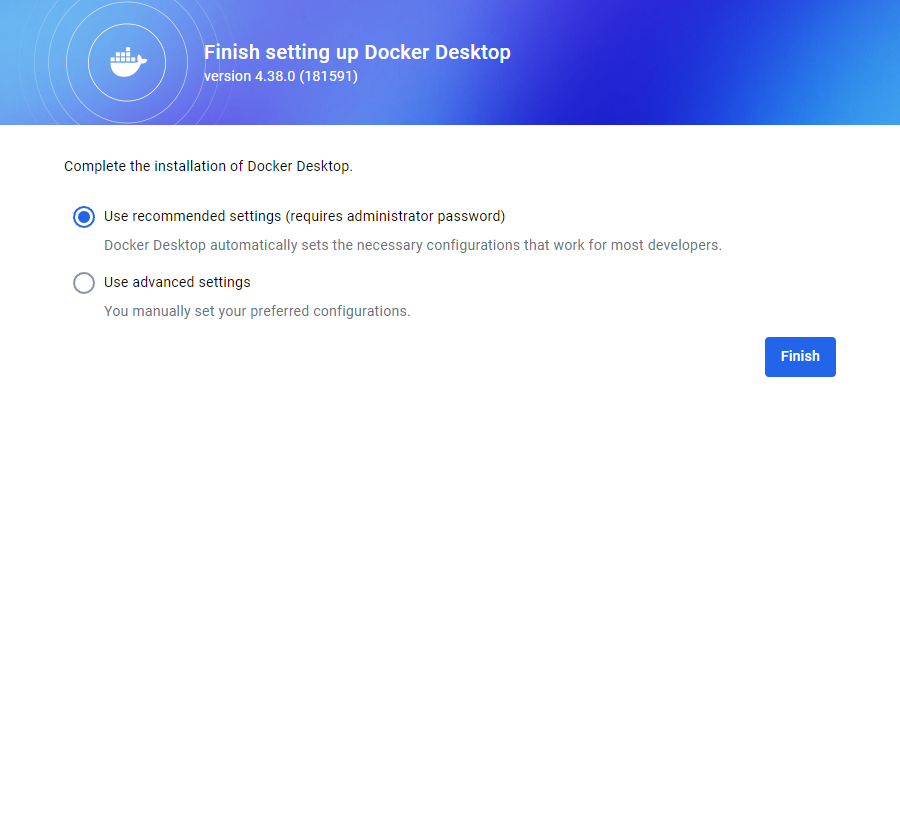 Finish setting up Docker Desktop
version 4.38.0 (181591)
Complete the installation of Docker Desktop.
Use recommended settings (requires administrator password)
Docker Desktop automatically sets the necessary configurations that work for most developers.
Use advanced settings
You manually set your preferred configurations.
Finish